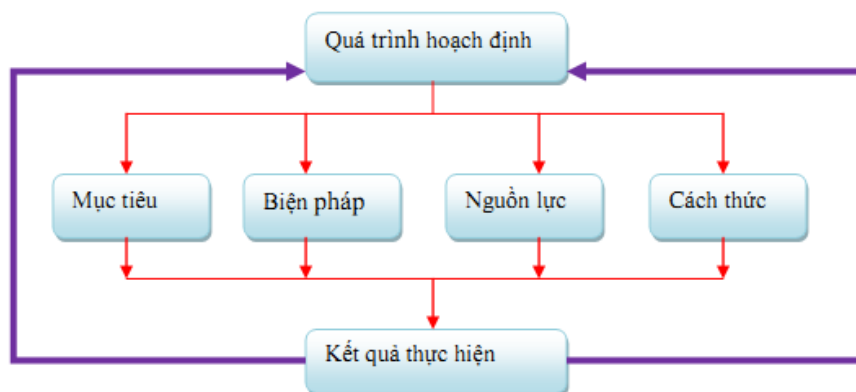 Quá trình hoạch định
Mục tiêu
Biện pháp
Nguồn lực
Cách thức
Kết quả thực hiện